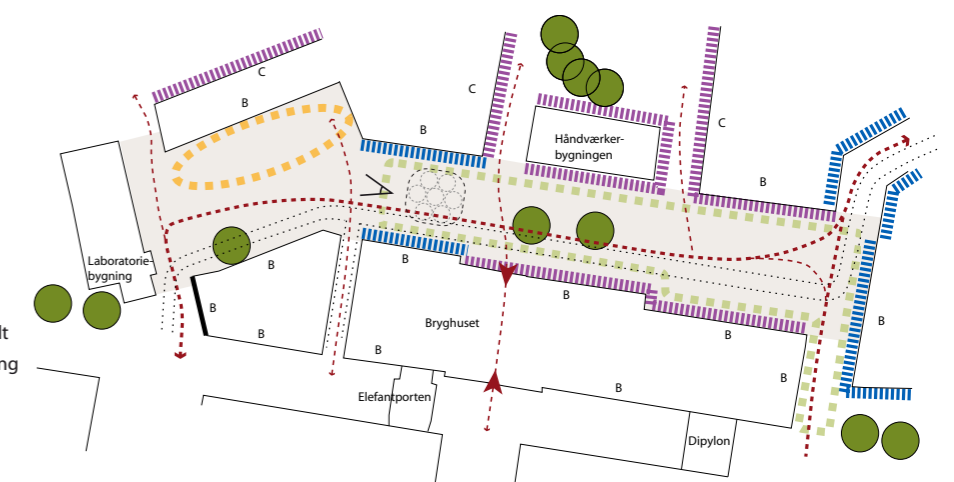 C
B
C
B
Håndværker-
bygningen
C
B
Laboratorie-
bygning
B
B
B
B
B
B
lt
ng
Bryghuset
B
B
B
B
B
Elefantporten
Dipylon